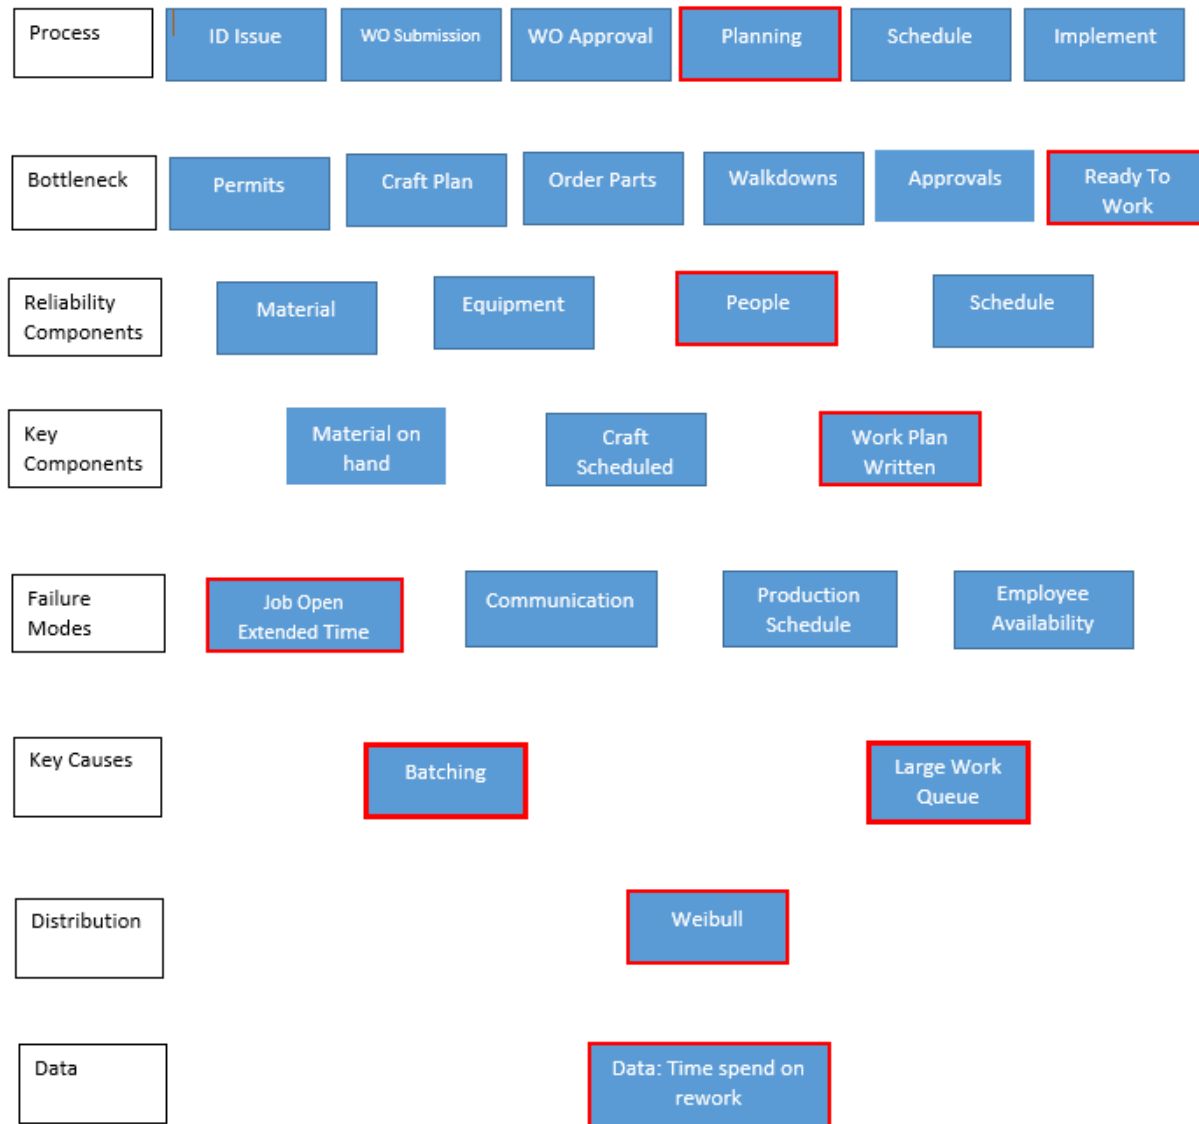 Process
ID Issue
WO Submission
WO Approval
Planning
Schedule
Implement
Bottleneck
Permits
Craft Plan
Order Parts
Walkdowns
Approvals
Ready To
Work
Reliability
Components
Material
Equipment
People
Schedule
Key
Components
Material on
hand
Craft
Scheduled
Work Plan
Written
Failure
Modes
Job Open
Extended Time
Communication
Production
Schedule
Employee
Availability
Key Causes
Batching
Large Work
Queue
Distribution
Weibull
Data
Data: Time spend on
rework